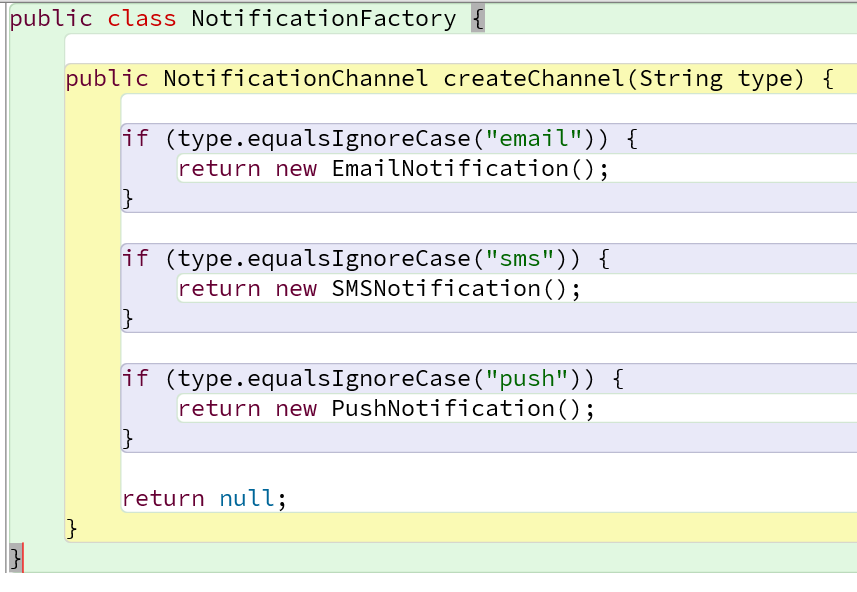 public class NotificationFactory {
public NotificationChannel createChannel(String type) {
if (type.equalsIgnoreCase("email")) {
return new EmailNotification();
}
if (type.equalsIgnoreCase("sms")) {
return new SMSNotification();
}
if (type.equalsIgnoreCase("push")) {
return new PushNotification();
}
return null;
}
}